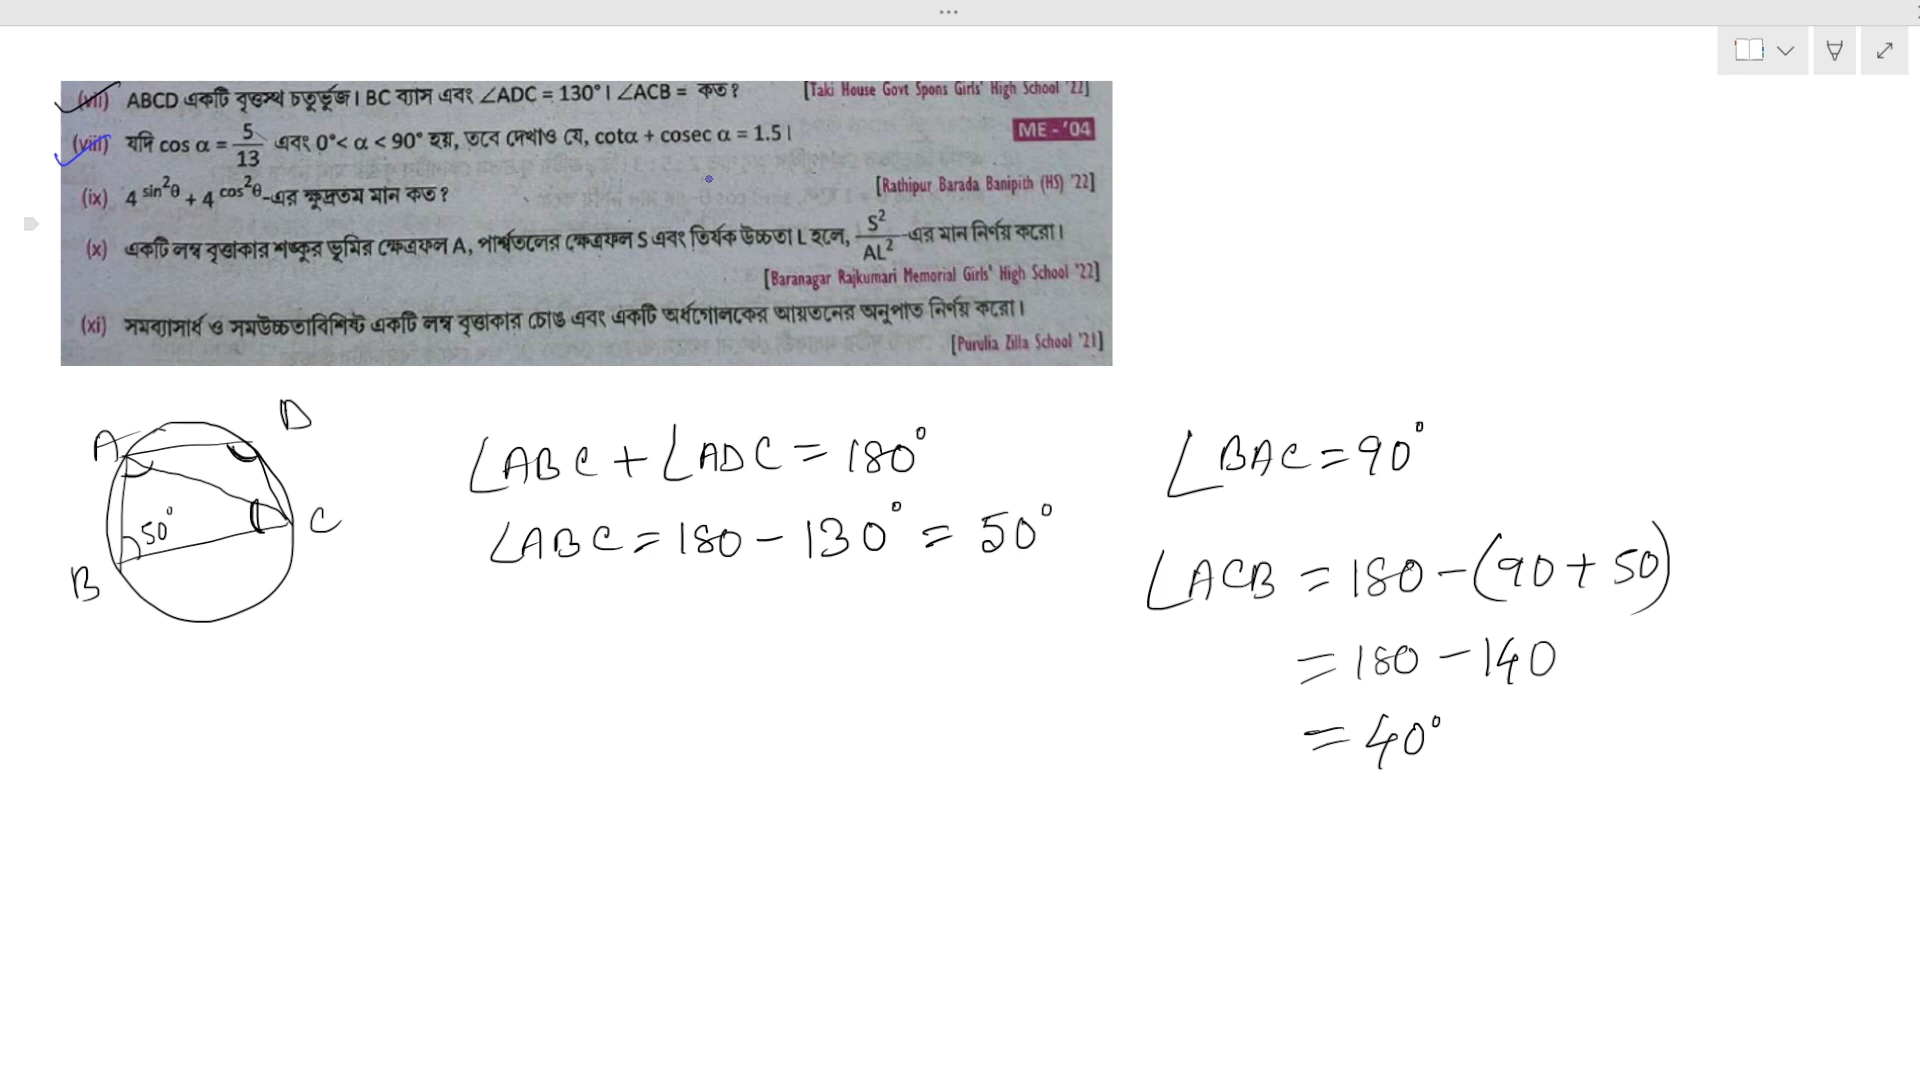 (vii) ABCD একটি বৃত্তস্থ চতুর্ভুজ। BC ব্যাস এবং ∠ADC = 130°। ∠ACB = কত? [Taki House Govt Spons Girls' High School '22]
(viii) যদি cos α = 5/13 এবং 0°< α < 90° হয়, তবে দেখাও যে, cotα + cosec α = 1.5। ME - '04
(ix) 4^sin²θ + 4^cos²θ-এর ক্ষুদ্রতম মান কত? [Rathipur Barada Banipith (HS) '22]
(x) একটি লম্ব বৃত্তাকার শঙ্কুর ভূমির ক্ষেত্রফল A, পার্শ্বতলের ক্ষেত্রফল S এবং তির্যক উচ্চতা L হলে, S²/AL² -এর মান নির্ণয় করো।
[Baranagar Rajkumari Memorial Girls' High School '22]
(xi) সমব্যাসার্ধ ও সমউচ্চতাবিশিষ্ট একটি লম্ব বৃত্তাকার চোঙ এবং একটি অর্ধগোলকের আয়তনের অনুপাত নির্ণয় করো।
[Purulia Zilla School '21]
A D
50° C
B
∠ABC + ∠ADC = 180°
∠ABC = 180 - 130° = 50°
∠BAC = 90°
∠ACB = 180 - (90 + 50)
= 180 - 140
= 40°